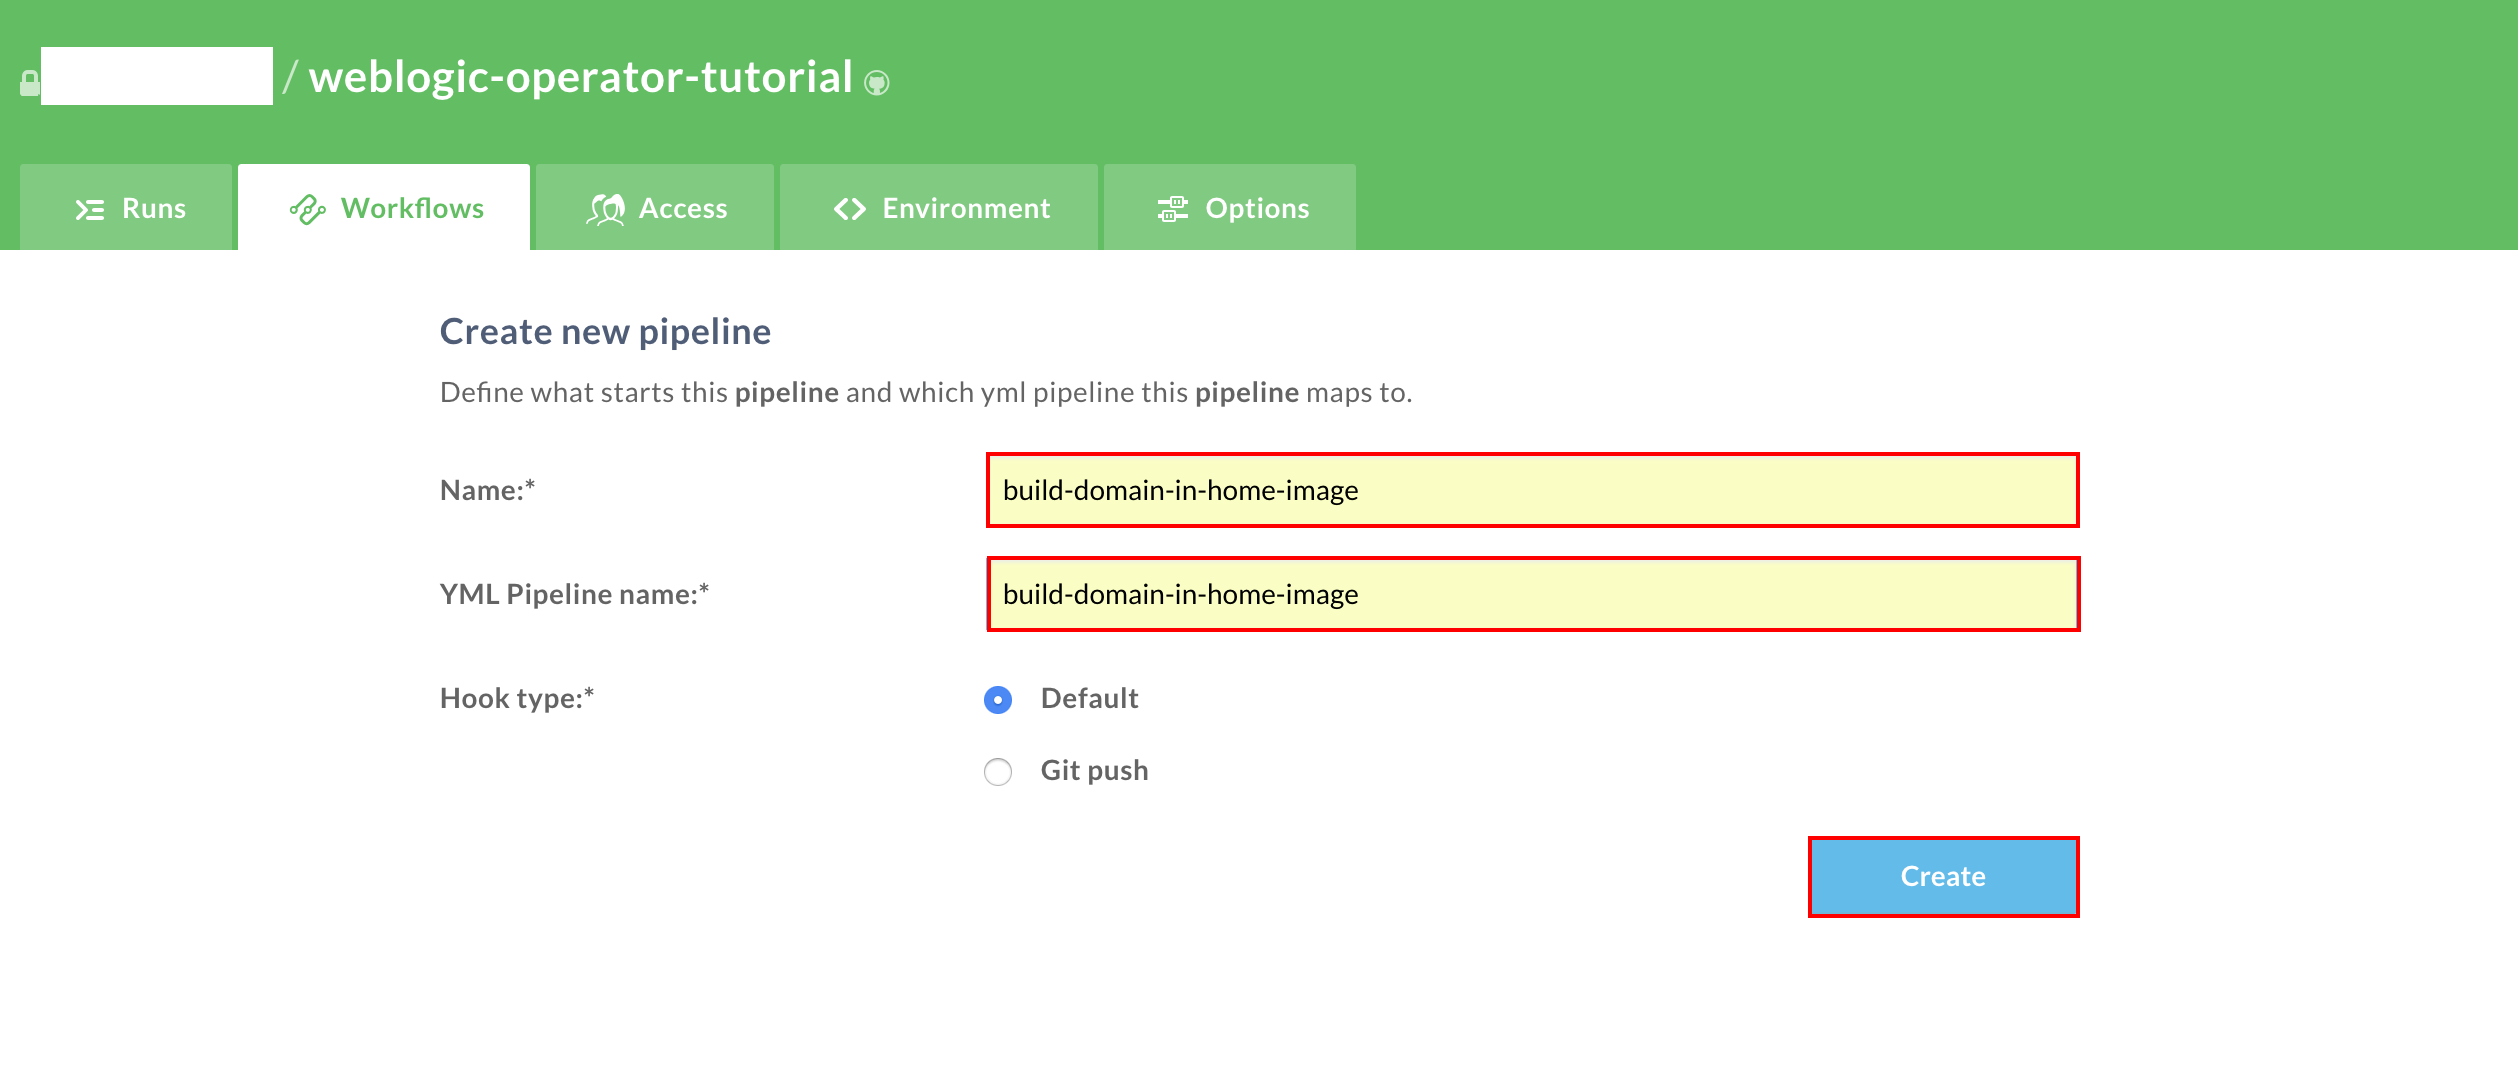 / weblogic-operator-tutorial
Runs Workflows Access Environment Options
Create new pipeline
Define what starts this pipeline and which yml pipeline this pipeline maps to.
Name:* build-domain-in-home-image
YML Pipeline name:* build-domain-in-home-image
Hook type:* Default
Git push
Create